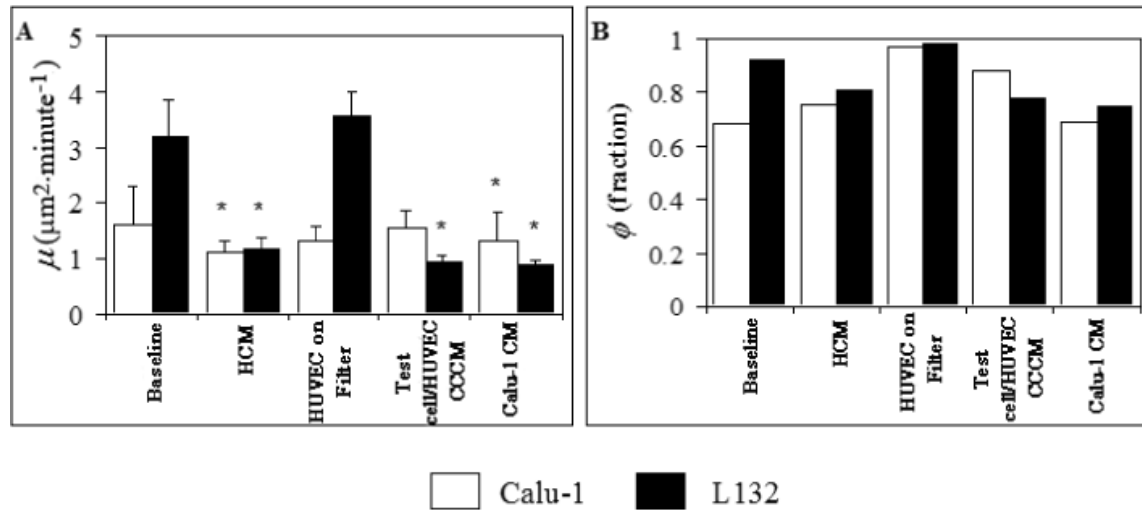 A
μ (μm²·minute⁻¹)
5
4
3
2
1
0
*
*
*
*
*
Baseline
HCM
HUVEC on
Filter
Test
cell/HUVEC
CCCM
Calu-1 CM
B
ϕ (fraction)
1
0.8
0.6
0.4
0.2
0
Baseline
HCM
HUVEC on
Filter
Test
cell/HUVEC
CCCM
Calu-1 CM
Calu-1
L132